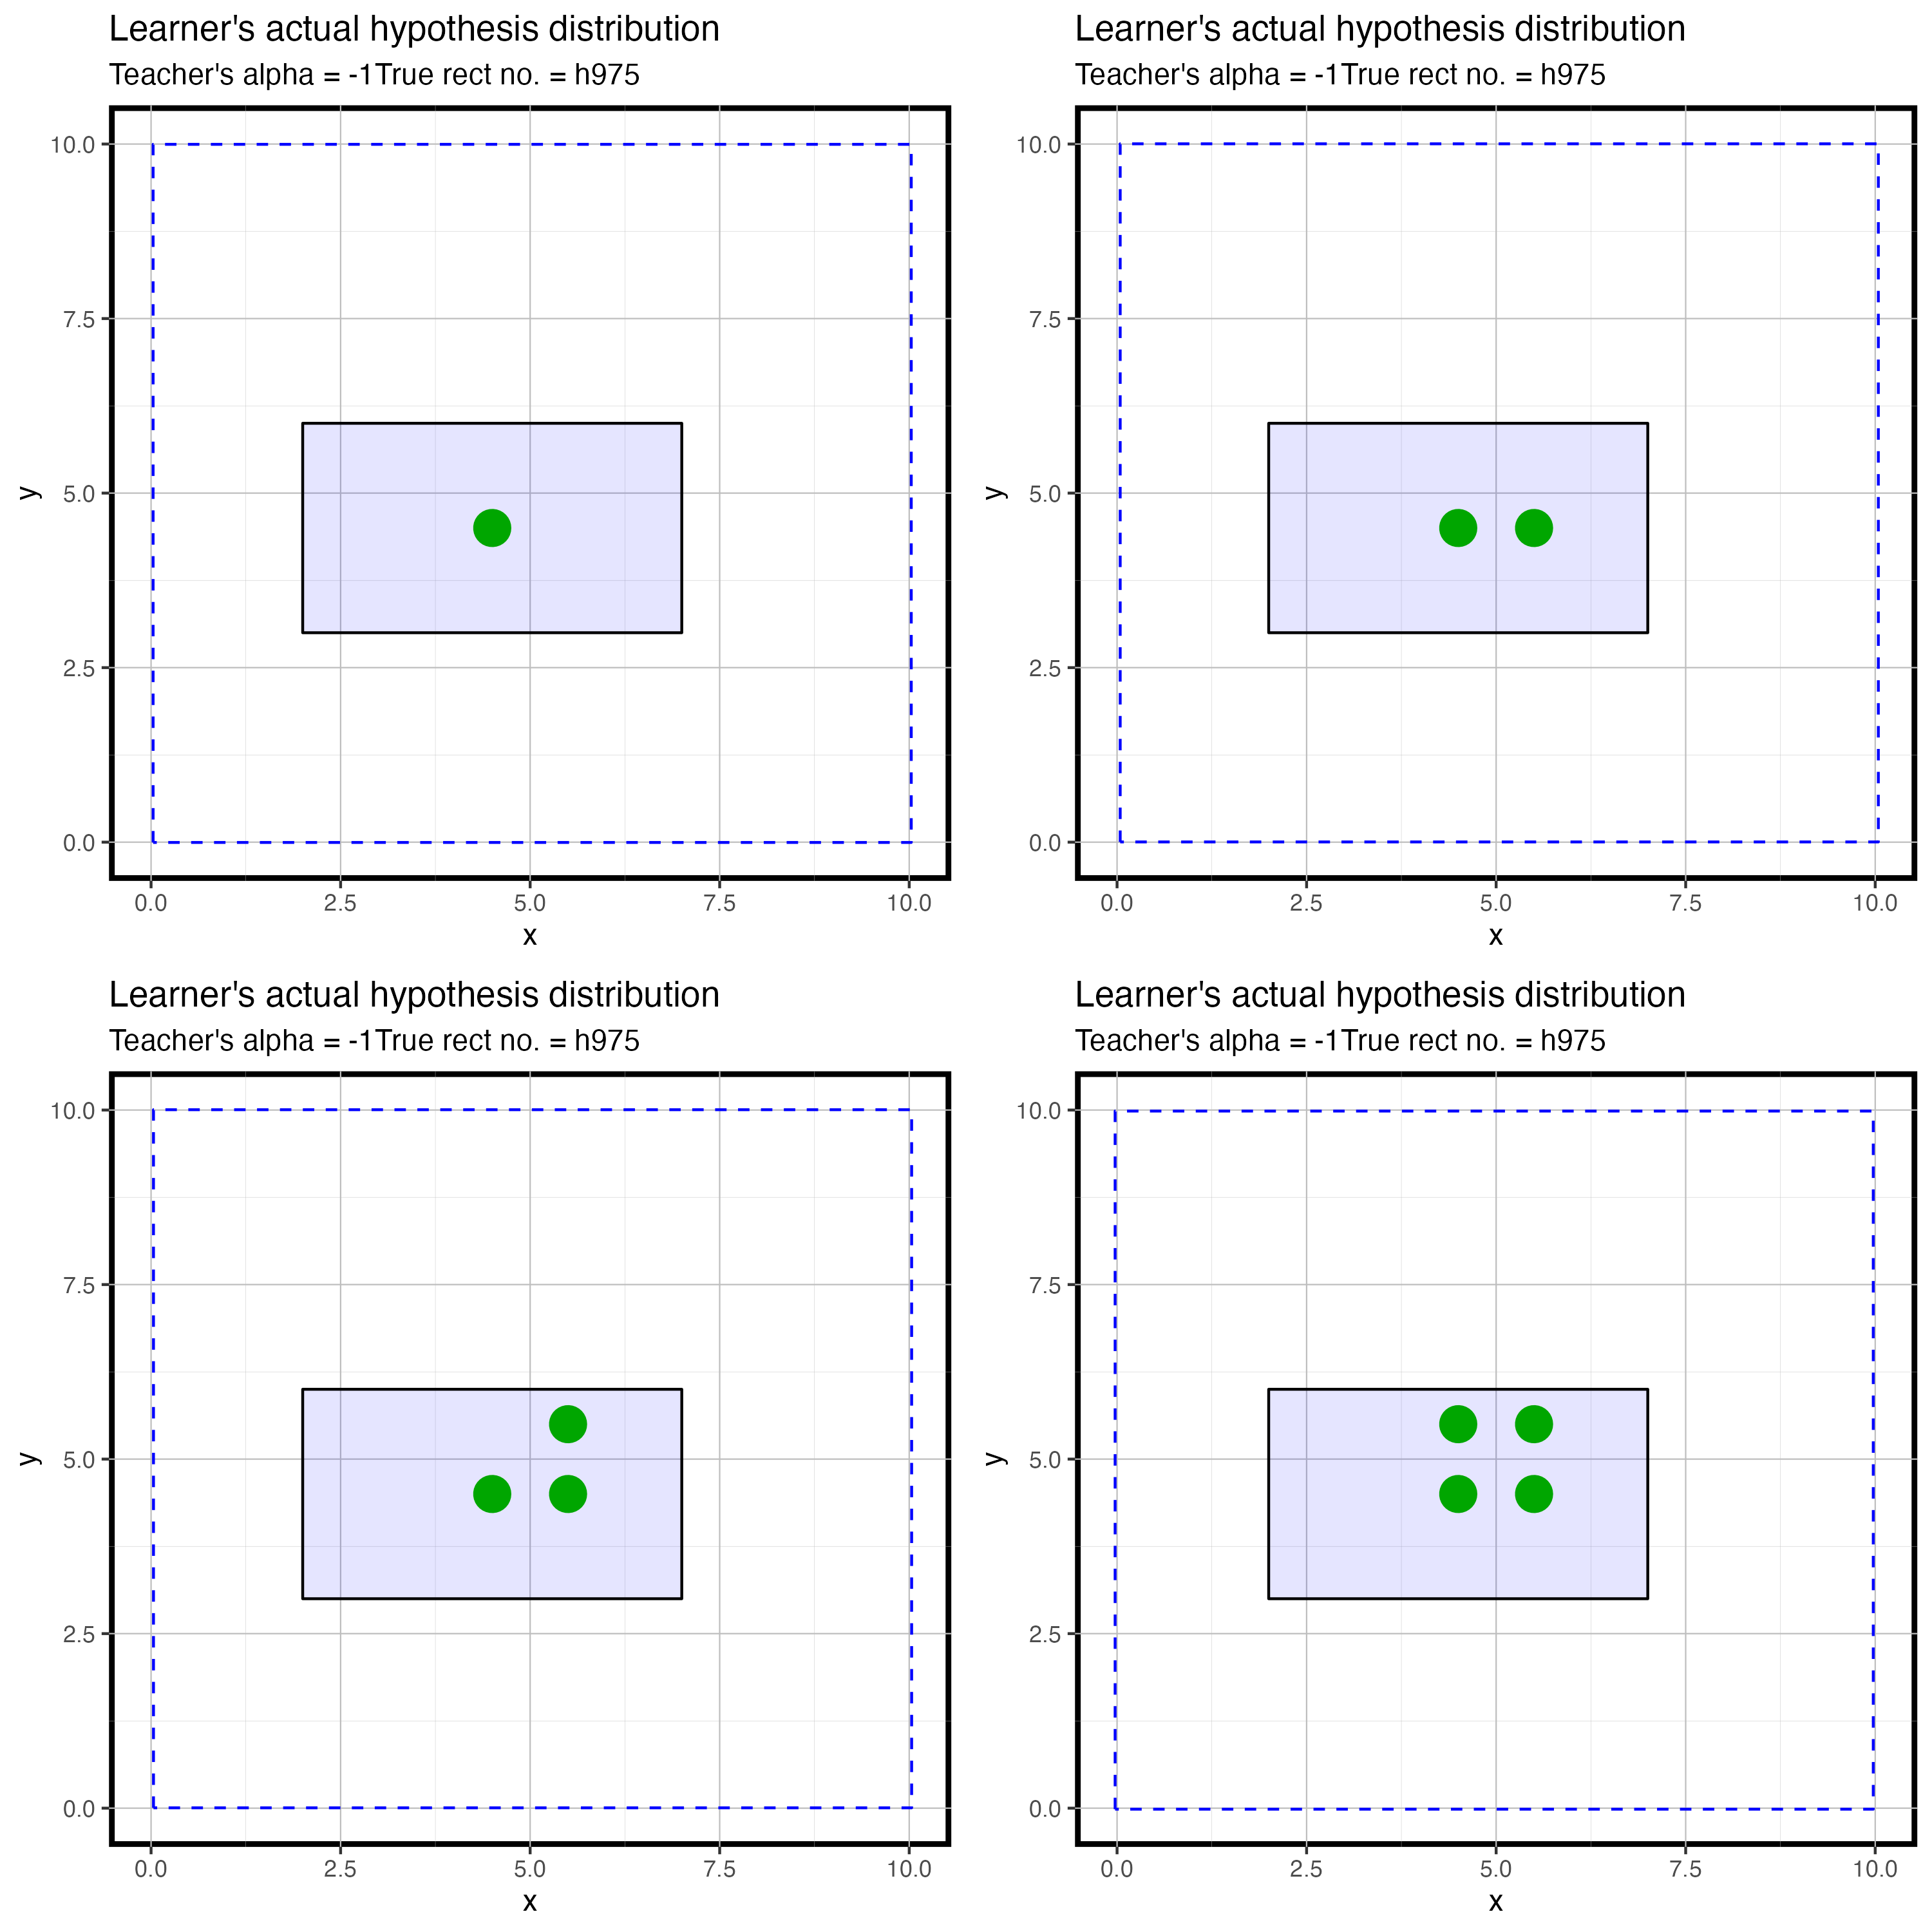 Learner's actual hypothesis distribution
Teacher's alpha = -1True rect no. = h975
10.0
7.5
5.0
2.5
0.0
y
0.0 2.5 5.0 7.5 10.0
x
Learner's actual hypothesis distribution
Teacher's alpha = -1True rect no. = h975
10.0
7.5
5.0
2.5
0.0
y
0.0 2.5 5.0 7.5 10.0
x
Learner's actual hypothesis distribution
Teacher's alpha = -1True rect no. = h975
10.0
7.5
5.0
2.5
0.0
y
0.0 2.5 5.0 7.5 10.0
x
Learner's actual hypothesis distribution
Teacher's alpha = -1True rect no. = h975
10.0
7.5
5.0
2.5
0.0
y
0.0 2.5 5.0 7.5 10.0
x